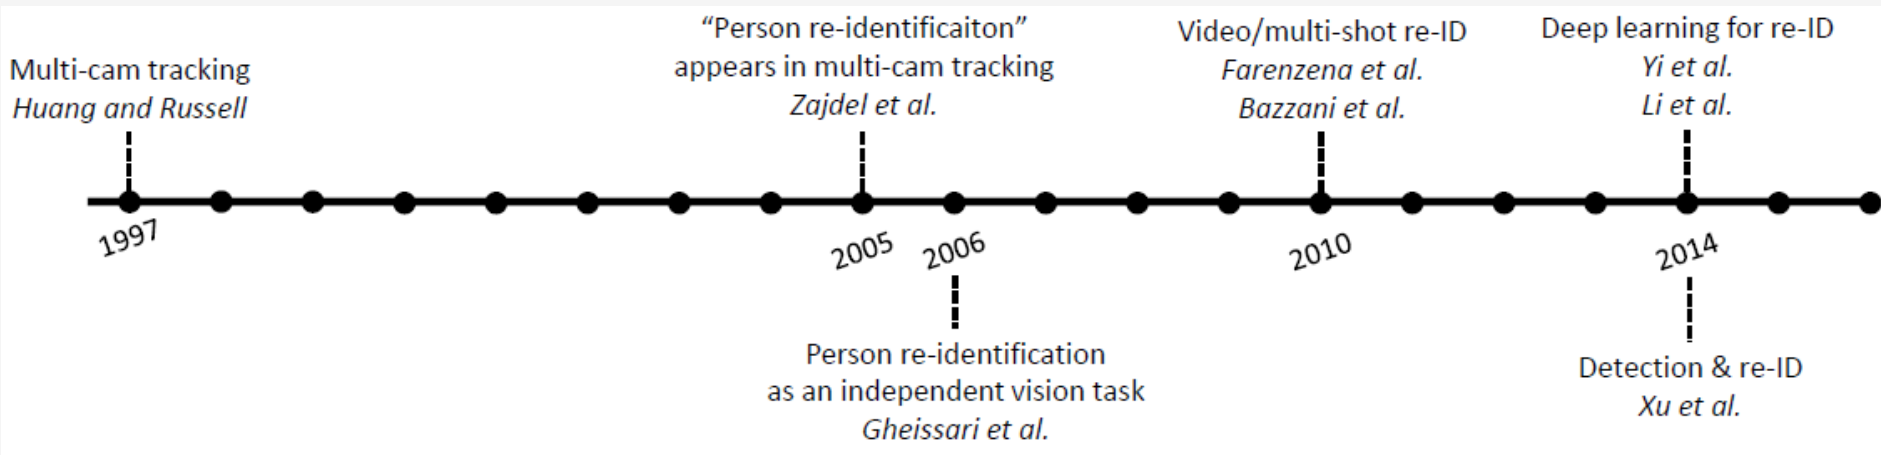 Multi-cam tracking
Huang and Russell
“Person re-identificaiton”
appears in multi-cam tracking
Zajdel et al.
Video/multi-shot re-ID
Farenzena et al.
Bazzani et al.
Deep learning for re-ID
Yi et al.
Li et al.
1997
2005
2006
2010
2014
Person re-identification
as an independent vision task
Gheissari et al.
Detection & re-ID
Xu et al.